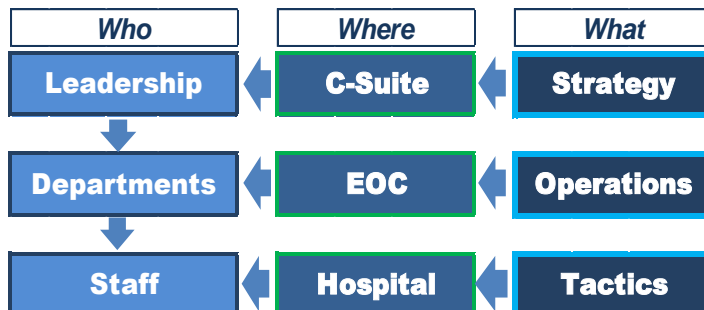 Who Where What
Leadership C-Suite Strategy
Departments EOC Operations
Staff Hospital Tactics